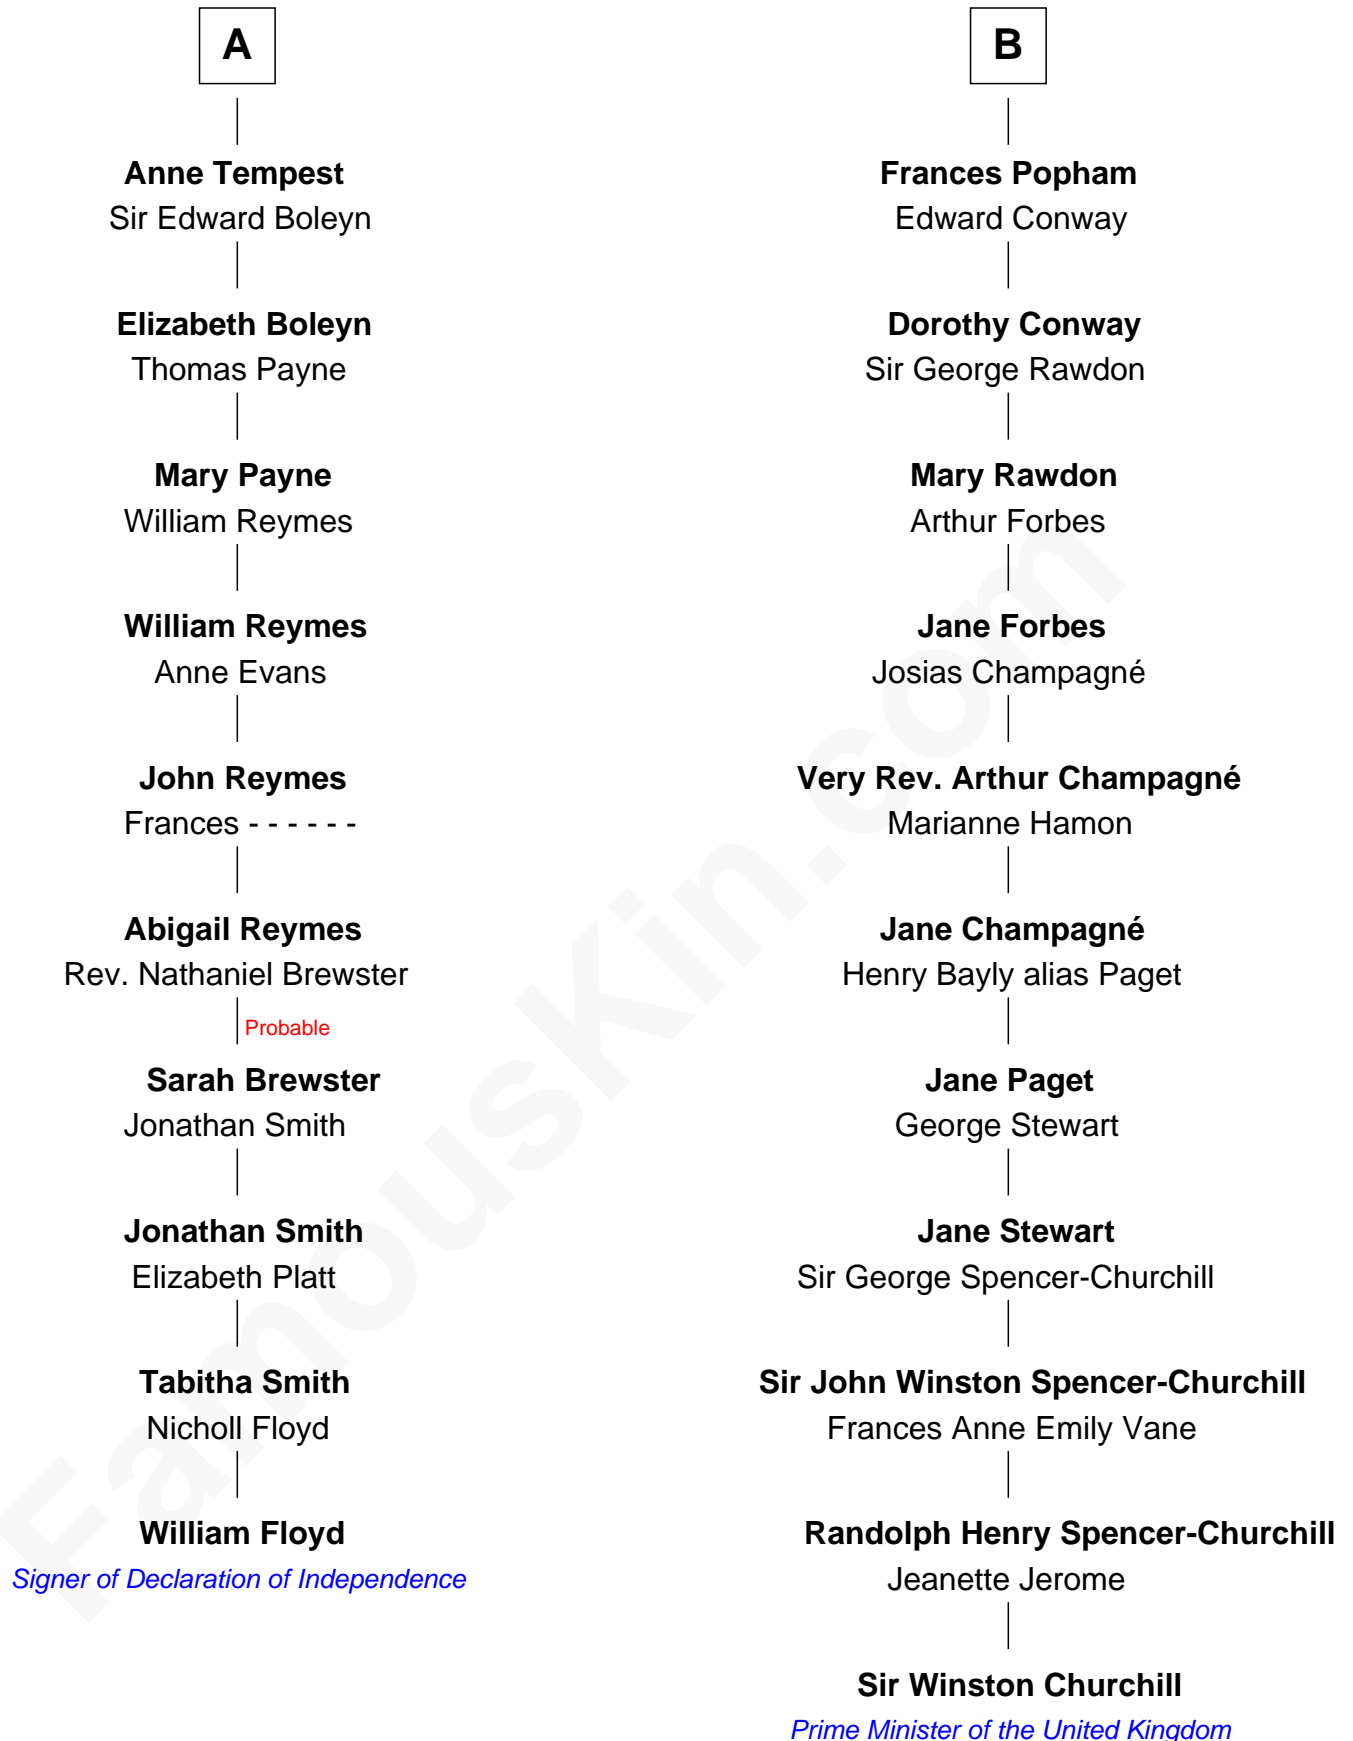 A
Anne Tempest
Sir Edward Boleyn
Elizabeth Boleyn
Thomas Payne
Mary Payne
William Reymes
William Reymes
Anne Evans
John Reymes
Frances - - - - - -
Abigail Reymes
Rev. Nathaniel Brewster
Probable
Sarah Brewster
Jonathan Smith
Jonathan Smith
Elizabeth Platt
Tabitha Smith
Nicholl Floyd
William Floyd
Signer of Declaration of Independence
B
Frances Popham
Edward Conway
Dorothy Conway
Sir George Rawdon
Mary Rawdon
Arthur Forbes
Jane Forbes
Josias Champagné
Very Rev. Arthur Champagné
Marianne Hamon
Jane Champagné
Henry Bayly alias Paget
Jane Paget
George Stewart
Jane Stewart
Sir George Spencer-Churchill
Sir John Winston Spencer-Churchill
Frances Anne Emily Vane
Randolph Henry Spencer-Churchill
Jeanette Jerome
Sir Winston Churchill
Prime Minister of the United Kingdom
FamousKin.com